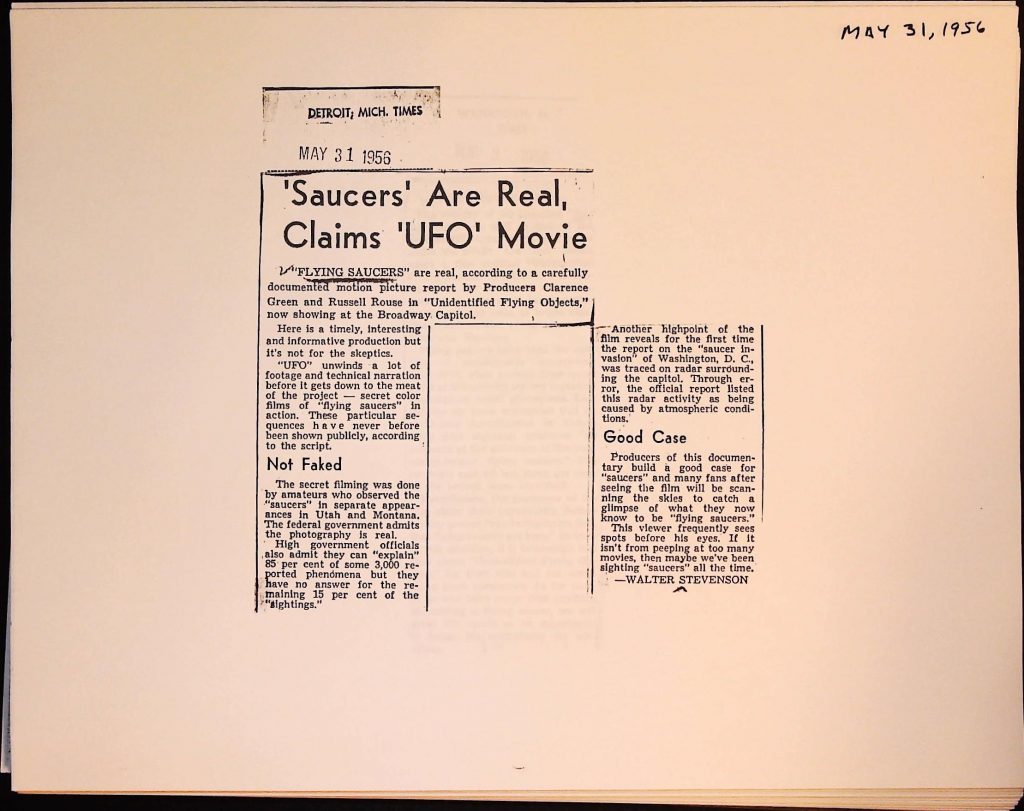 MAY 31, 1956
DETROIT, MICH. TIMES
MAY 31 1956
'Saucers' Are Real,
Claims 'UFO' Movie
"FLYING SAUCERS" are real, according to a carefully
documented motion picture report by Producers Clarence
Green and Russell Rouse in "Unidentified Flying Objects,"
now showing at the Broadway Capitol.
Here is a timely, interesting
and informative production but
it's not for the skeptics.
"UFO" unwinds a lot of
footage and technical narration
before it gets down to the meat
of the project — secret color
films of "flying saucers" in
action. These particular se-
quences have never before
been shown publicly, according
to the script.
Not Faked
The secret filming was done
by amateurs who observed the
"saucers" in separate appear-
ances in Utah and Montana.
The federal government admits
the photography is real.
High government officials
also admit they can "explain"
85 per cent of some 3,000 re-
ported phenomena but they
have no answer for the re-
maining 15 per cent of the
"sightings."
Another highpoint of the
film reveals for the first time
the report on the "saucer in-
vasion" of Washington, D. C.,
was traced on radar surround-
ing the capitol. Through er-
ror, the official report listed
this radar activity as being
caused by atmospheric condi-
tions.
Good Case
Producers of this documen-
tary build a good case for
"saucers" and many fans after
seeing the film will be scan-
ning the skies to catch a
glimpse of what they now
know to be "flying saucers."
This viewer frequently sees
spots before his eyes. If it
isn't from peeping at too many
movies, then maybe we've been
sighting "saucers" all the time.
—WALTER STEVENSON